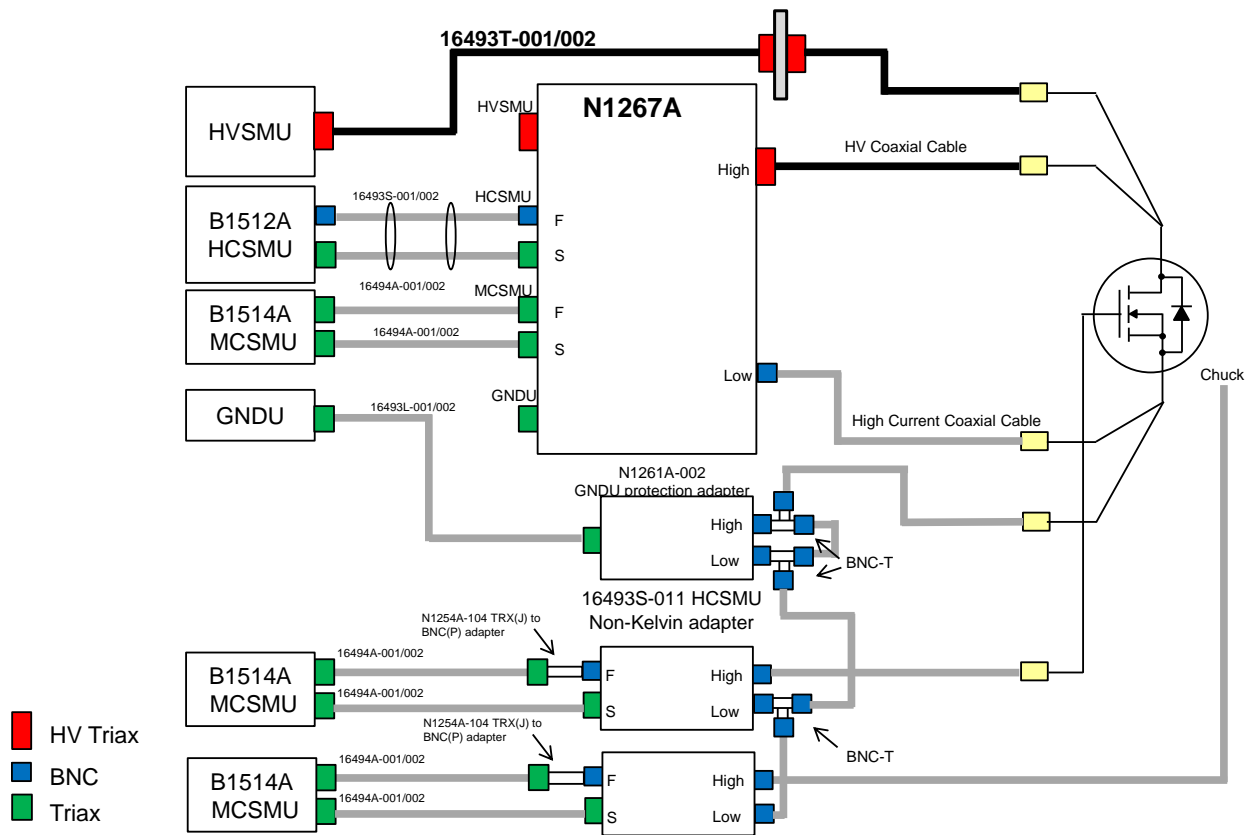 16493T-001/002
N1267A
HVSMU
HVSMU
High
HV Coaxial Cable
16493S-001/002
HCSMU
B1512A
HCSMU
F
S
16494A-001/002
MCSMU
B1514A
MCSMU
F
16494A-001/002
S
Low
Chuck
GNDU
GNDU
16493L-001/002
High Current Coaxial Cable
N1261A-002
GNDU protection adapter
High
Low
BNC-T
16493S-011 HCSMU
Non-Kelvin adapter
N1254A-104 TRX(J) to
BNC(P) adapter
16494A-001/002
B1514A
MCSMU
16494A-001/002
F
S
High
Low
BNC-T
N1254A-104 TRX(J) to
BNC(P) adapter
16494A-001/002
B1514A
MCSMU
16494A-001/002
F
S
High
Low
HV Triax
BNC
Triax